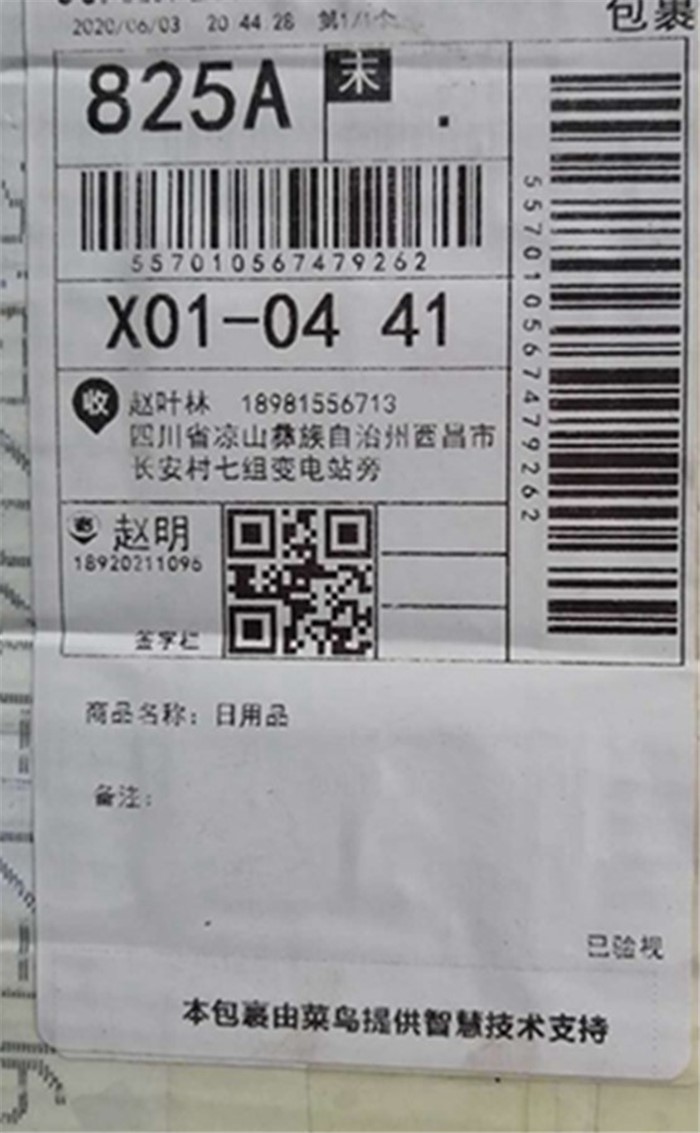 包裹
2020/06/03 20 44 28 第1/1个
825A
末
557010567479262
X01-04 41
557010567479262
收
赵叶林 18981556713
四川省凉山彝族自治州西昌市
长安村七组变电站旁
赵明
18920211096
签字栏
商品名称：日用品
备注：
已验视
本包裹由菜鸟提供智慧技术支持